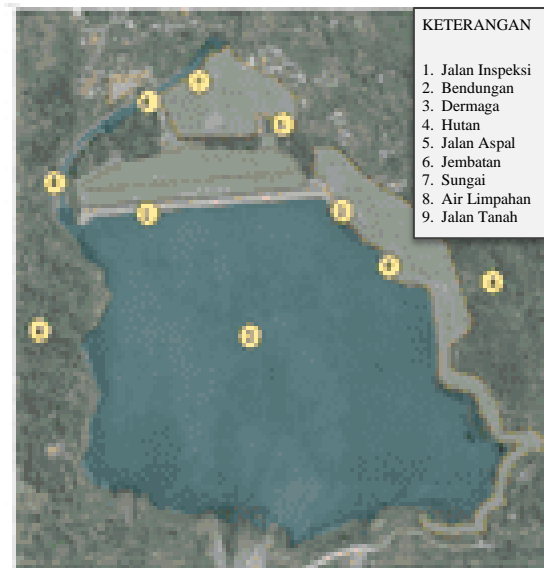 KETERANGAN
1. Jalan Inspeksi
2. Bendungan
3. Dermaga
4. Hutan
5. Jalan Aspal
6. Jembatan
7. Sungai
8. Air Limpahan
9. Jalan Tanah